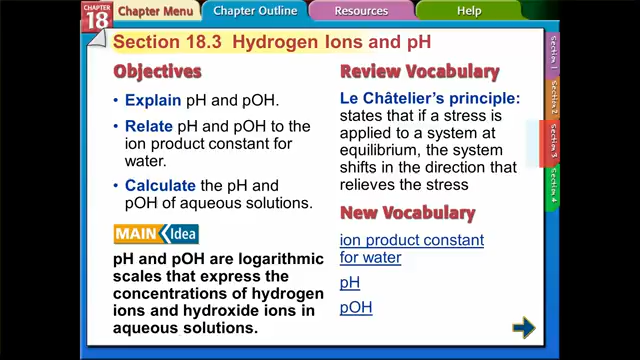 CHAPTER
18
Chapter Menu
Chapter Outline
Resources
Help
Section 18.3 Hydrogen Ions and pH
Objectives
• Explain pH and pOH.
• Relate pH and pOH to the
ion product constant for
water.
• Calculate the pH and
pOH of aqueous solutions.
MAIN Idea
pH and pOH are logarithmic
scales that express the
concentrations of hydrogen
ions and hydroxide ions in
aqueous solutions.
Review Vocabulary
Le Châtelier's principle:
states that if a stress is
applied to a system at
equilibrium, the system
shifts in the direction that
relieves the stress
New Vocabulary
ion product constant
for water
pH
pOH
Section 1
Section 2
Section 3
Section 4